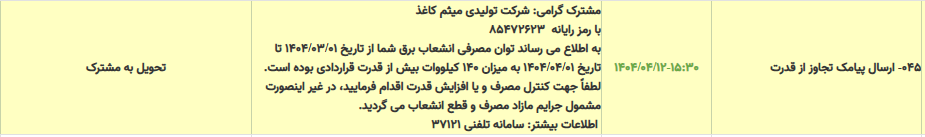 ۰۴۵- ارسال پیامک تجاوز از قدرت
۱۴۰۴/۰۴/۱۲-۱۵:۳۰
مشترک گرامی: شرکت تولیدی میثم کاغذ
با رمز رایانه ۸۵۴۷۲۶۲۳
به اطلاع می رساند توان مصرفی انشعاب برق شما از تاریخ ۱۴۰۴/۰۳/۰۱ تا
تاریخ ۱۴۰۴/۰۴/۰۱ به میزان ۱۴۰ کیلووات بیش از قدرت قراردادی بوده است.
لطفاً جهت کنترل مصرف و یا افزایش قدرت اقدام فرمایید، در غیر اینصورت
مشمول جرایم مازاد مصرف و قطع انشعاب می گردید.
اطلاعات بیشتر: سامانه تلفنی ۳۷۱۲۱
تحویل به مشترک